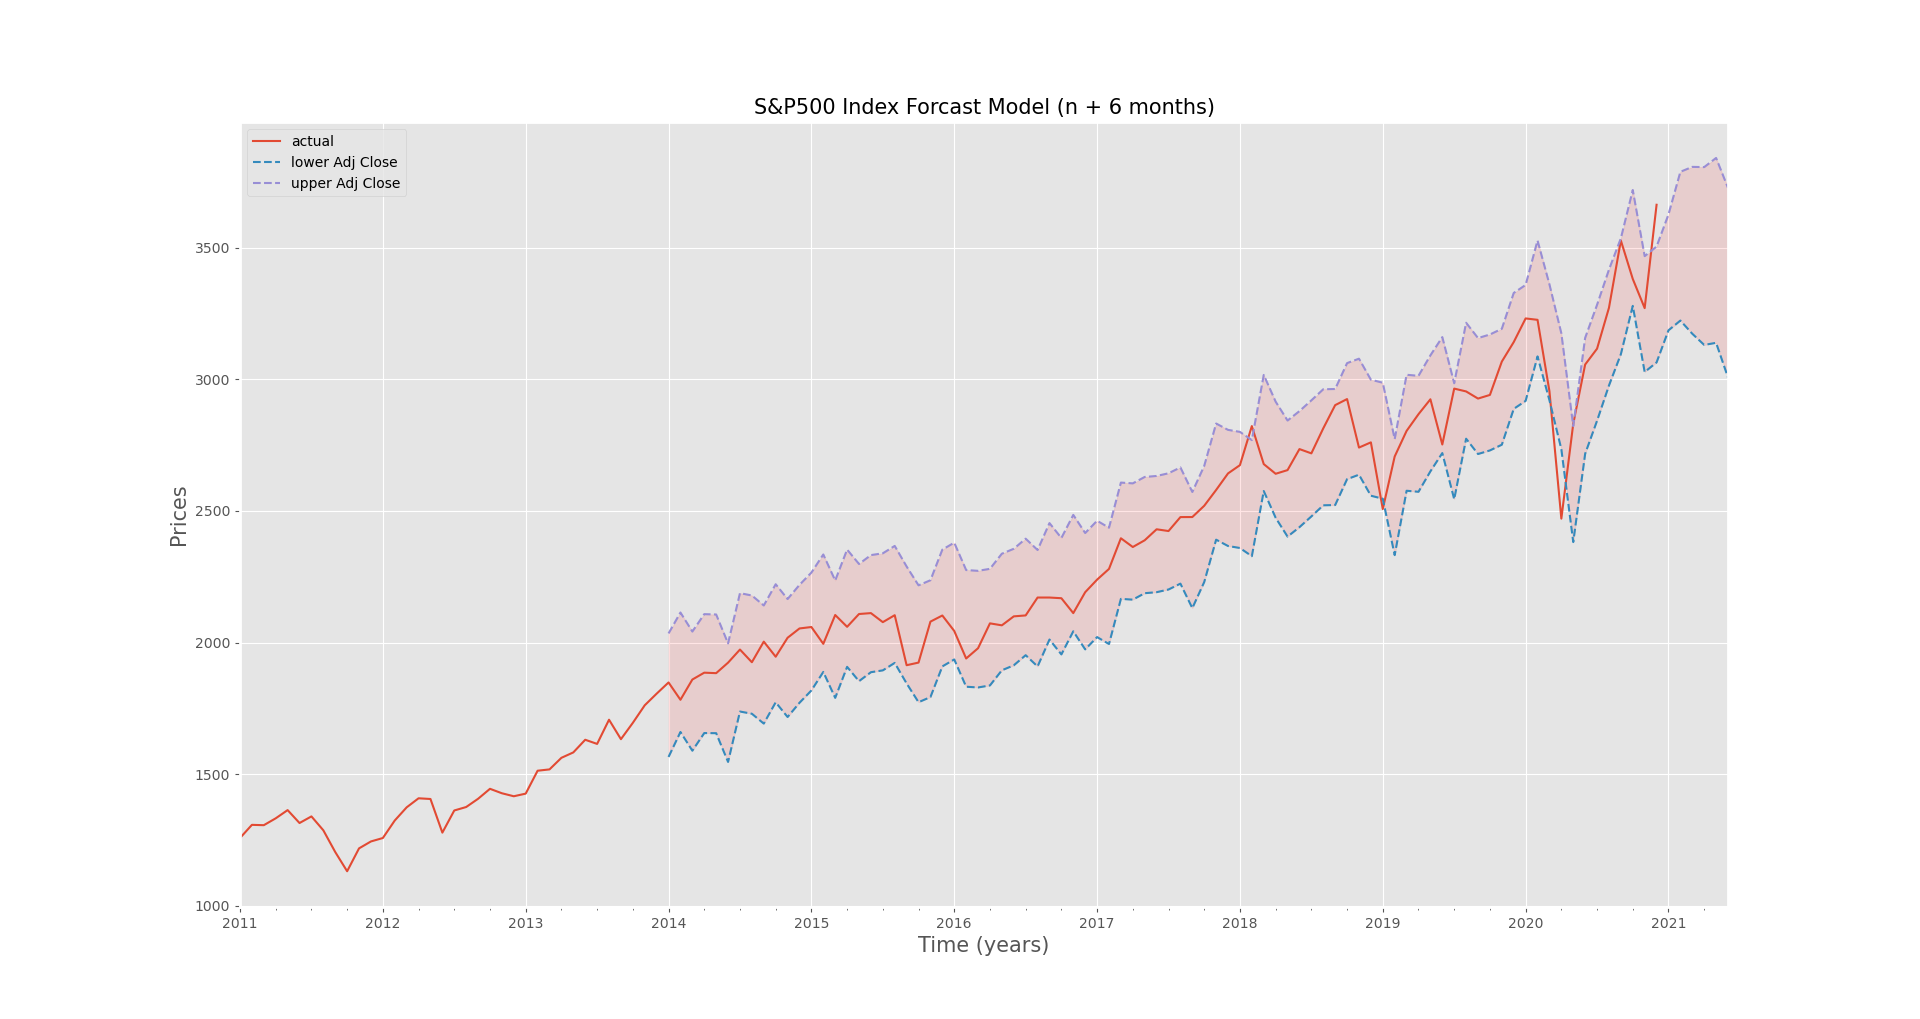 S&P500 Index Forcast Model (n + 6 months)
actual
lower Adj Close
upper Adj Close
Prices
3500
3000
2500
2000
1500
1000
2011 2012 2013 2014 2015 2016 2017 2018 2019 2020 2021
Time (years)